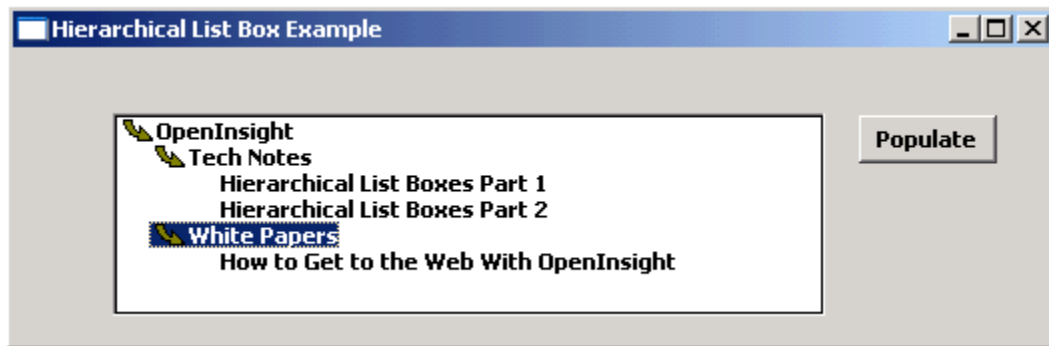 Hierarchical List Box Example
OpenInsight
Populate
Tech Notes
Hierarchical List Boxes Part 1
Hierarchical List Boxes Part 2
White Papers
How to Get to the Web With OpenInsight